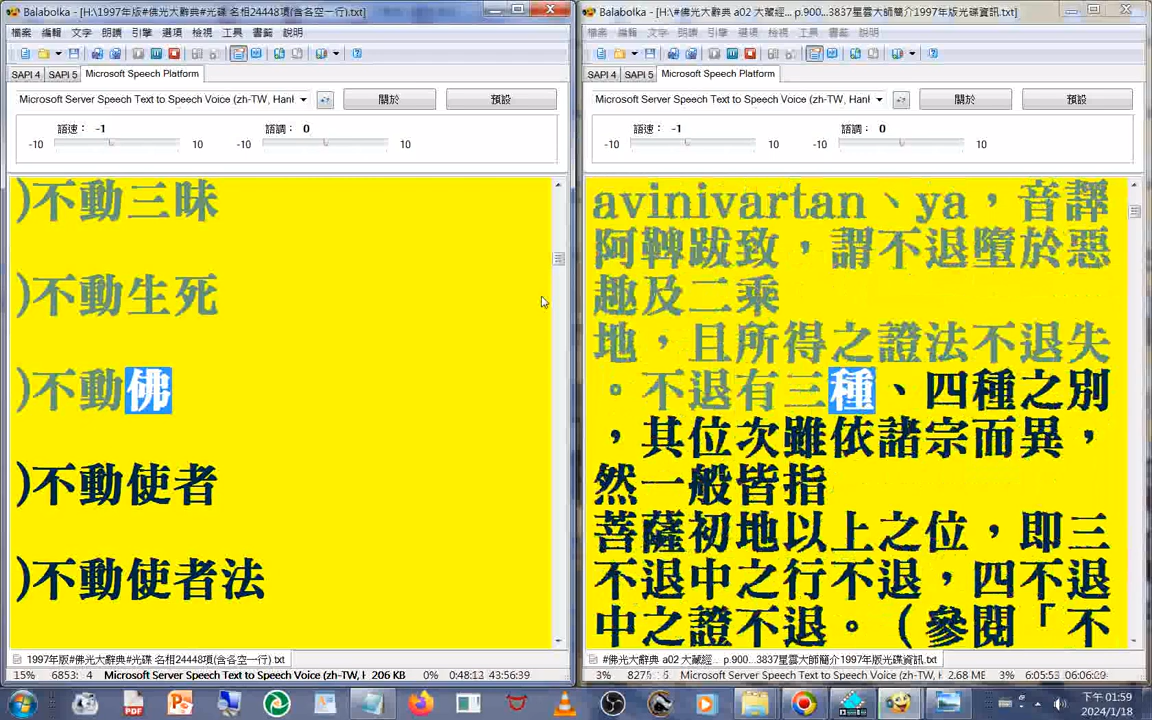 Balabolka - [H:\1997年版#佛光大辭典#光碟 名相24448項(含各空一行).txt]
檔案 編輯 文字 朗讀 引擎 選項 檢視 工具 書籤 說明
SAPI 4 SAPI 5 Microsoft Speech Platform
Microsoft Server Speech Text to Speech Voice (zh-TW, Hanl
關於
預設
語速： -1
語調： 0
-10 10 -10 10
)不動三昧
)不動生死
)不動佛
)不動使者
)不動使者法
1997年版#佛光大辭典#光碟 名相24448項(含各空一行).txt
15% 6853: 4 Microsoft Server Speech Text to Speech Voice (zh-TW, H 206 KB 0% 0:48:13 43:56:39
Balabolka - [H:\#佛光大辭典 a02 大藏經... p.900...3837星雲大師簡介1997年版光碟資訊.txt]
檔案 編輯 文字 朗讀 引擎 選項 檢視 工具 書籤 說明
SAPI 4 SAPI 5 Microsoft Speech Platform
Microsoft Server Speech Text to Speech Voice (zh-TW, Hanl
關於
預設
語速： -1
語調： 0
-10 10 -10 10
avinivartan、ya，音譯
阿鞞跋致，謂不退墮於惡
趣及二乘
地，且所得之證法不退失
。不退有三種、四種之別
，其位次雖依諸宗而異，
然一般皆指
菩薩初地以上之位，即三
不退中之行不退，四不退
中之證不退。（參閱「不
#佛光大辭典 a02 大藏經... p.900...3837星雲大師簡介1997年版光碟資訊.txt
3% Microsoft Server Speech Text to Speech Voice (zh-TW, 2.68 MB 3% 6:05:53
下午 01:59
2024/1/18